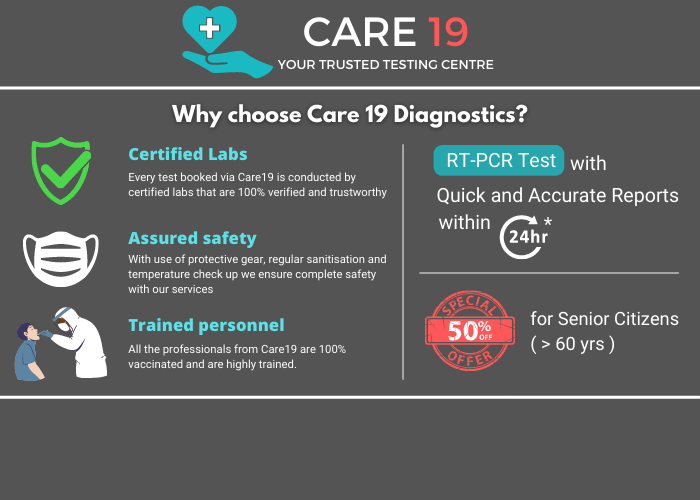 CARE 19
YOUR TRUSTED TESTING CENTRE
Why choose Care 19 Diagnostics?
Certified Labs
Every test booked via Care19 is conducted by
certified labs that are 100% verified and trustworthy
Assured safety
With use of protective gear, regular sanitisation and
temperature check up we ensure complete safety
with our services
Trained personnel
All the professionals from Care19 are 100%
vaccinated and are highly trained.
RT-PCR Test with
Quick and Accurate Reports
within 24hr *
SPECIAL
50% OFF
OFFER
for Senior Citizens
( > 60 yrs )